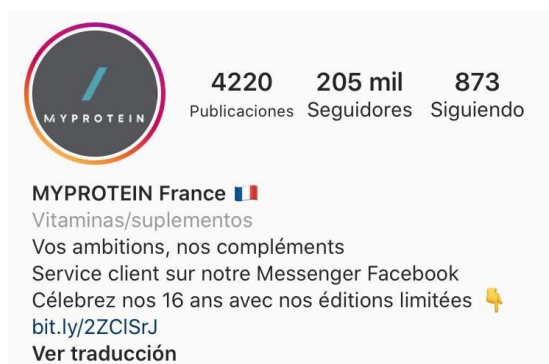 MYPROTEIN
4220 205 mil 873
Publicaciones Seguidores Siguiendo
MYPROTEIN France 🇫🇷
Vitaminas/suplementos
Vos ambitions, nos compléments
Service client sur notre Messenger Facebook
Célebrez nos 16 ans avec nos éditions limitées 👇
bit.ly/2ZClSrJ
Ver traducción